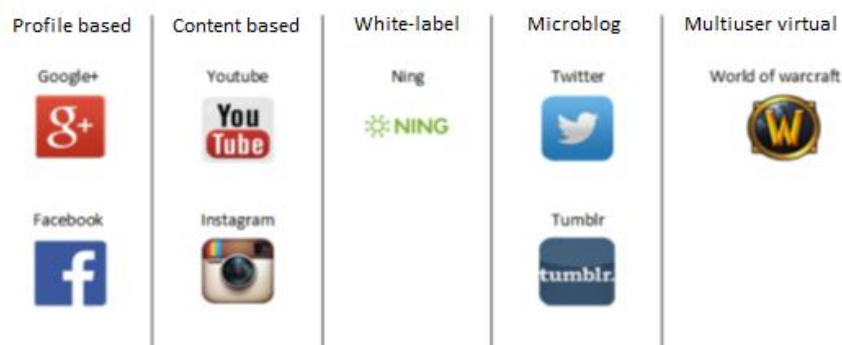 Profile based
Content based
White-label
Microblog
Multiuser virtual
Google+
Youtube
Ning
Twitter
World of warcraft
g+
You
Tube
NING
W
Facebook
Instagram
Tumblr
f
tumblr.